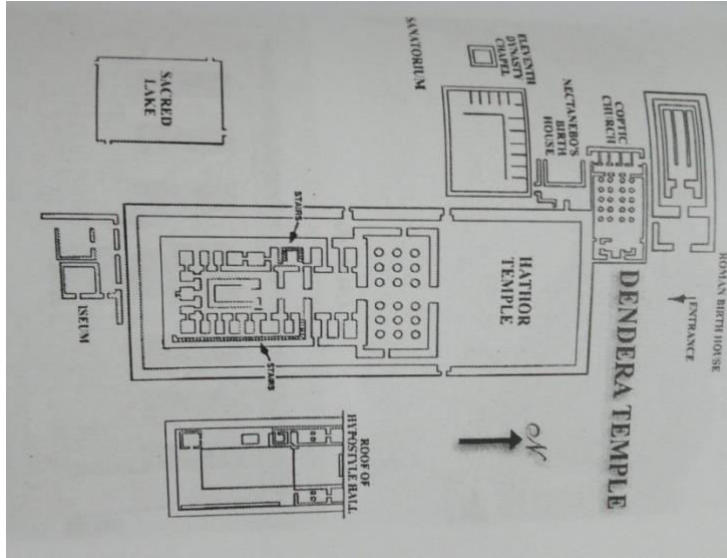 DENDERA TEMPLE
ROMAN BIRTH HOUSE
ENTRANCE
COPTIC
CHURCH
NECTANEBO'S
BIRTH
HOUSE
ELEVENTH
DYNASTY
CHAPEL
SANATORIUM
SACRED
LAKE
HATHOR
TEMPLE
STAIRS
STAIRS
ISEUM
N
ROOF OF
HYPOSTYLE HALL